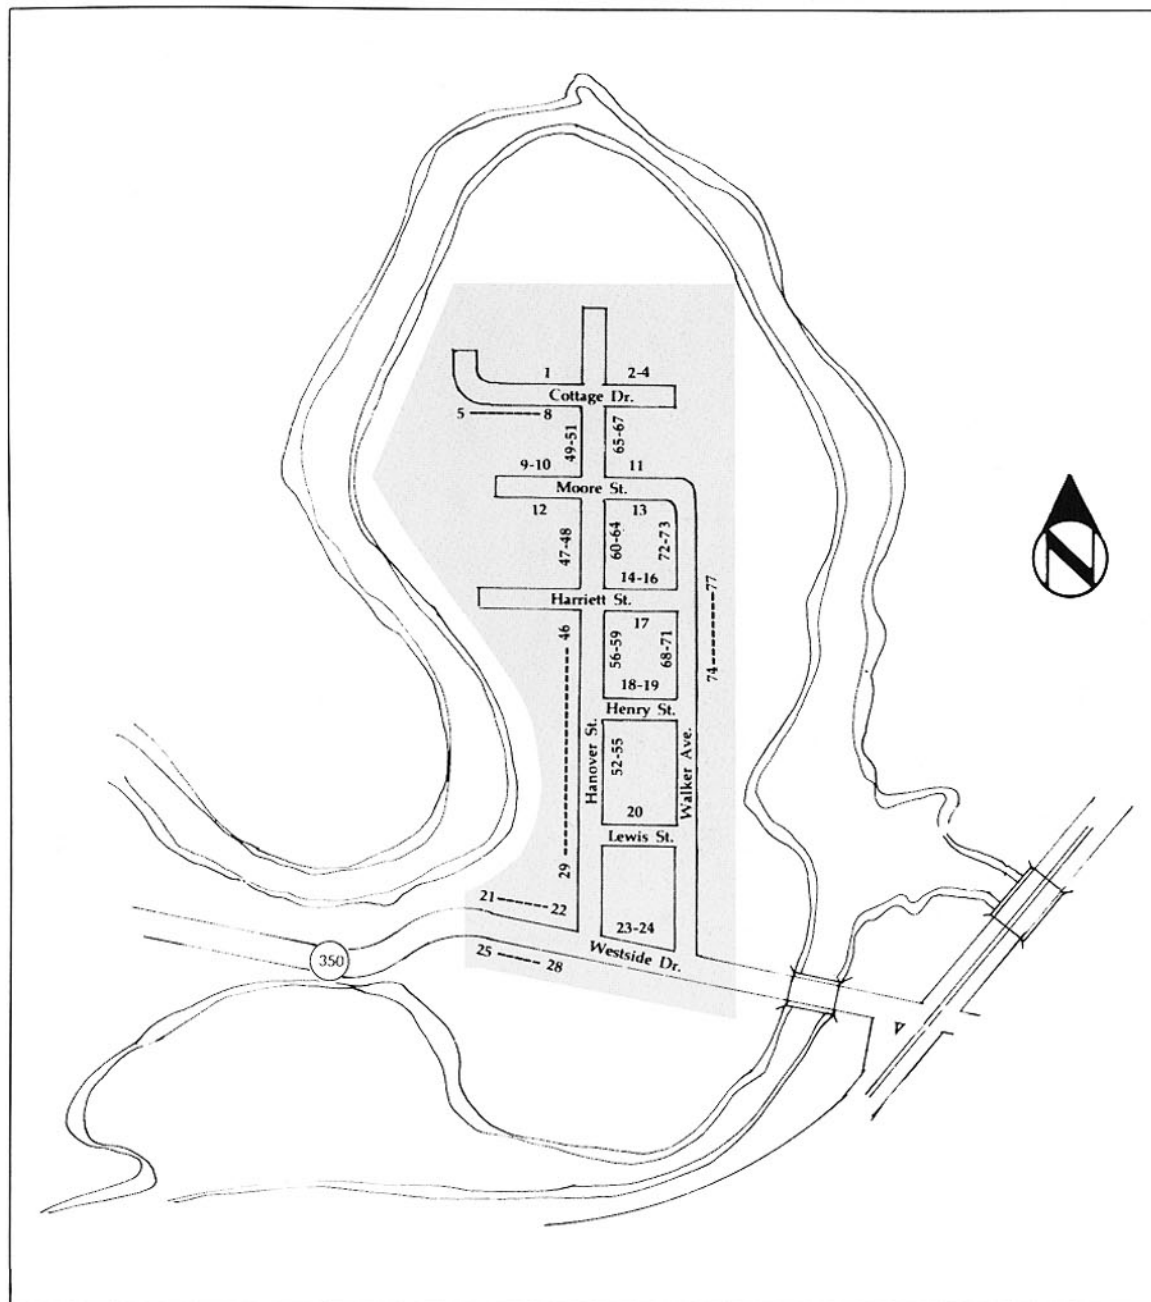 1
2-4
Cottage Dr.
5 --------- 8
49-51
65-67
9-10
11
Moore St.
12
13
47-48
60-64
72-73
14-16
Harriett St.
17
46 --------- 29
56-59
68-71
74 --------- 77
18-19
Henry St.
Hanover St.
52-55
Walker Ave.
20
Lewis St.
21 ------- 22
23-24
Westside Dr.
25 ------ 28
350
N